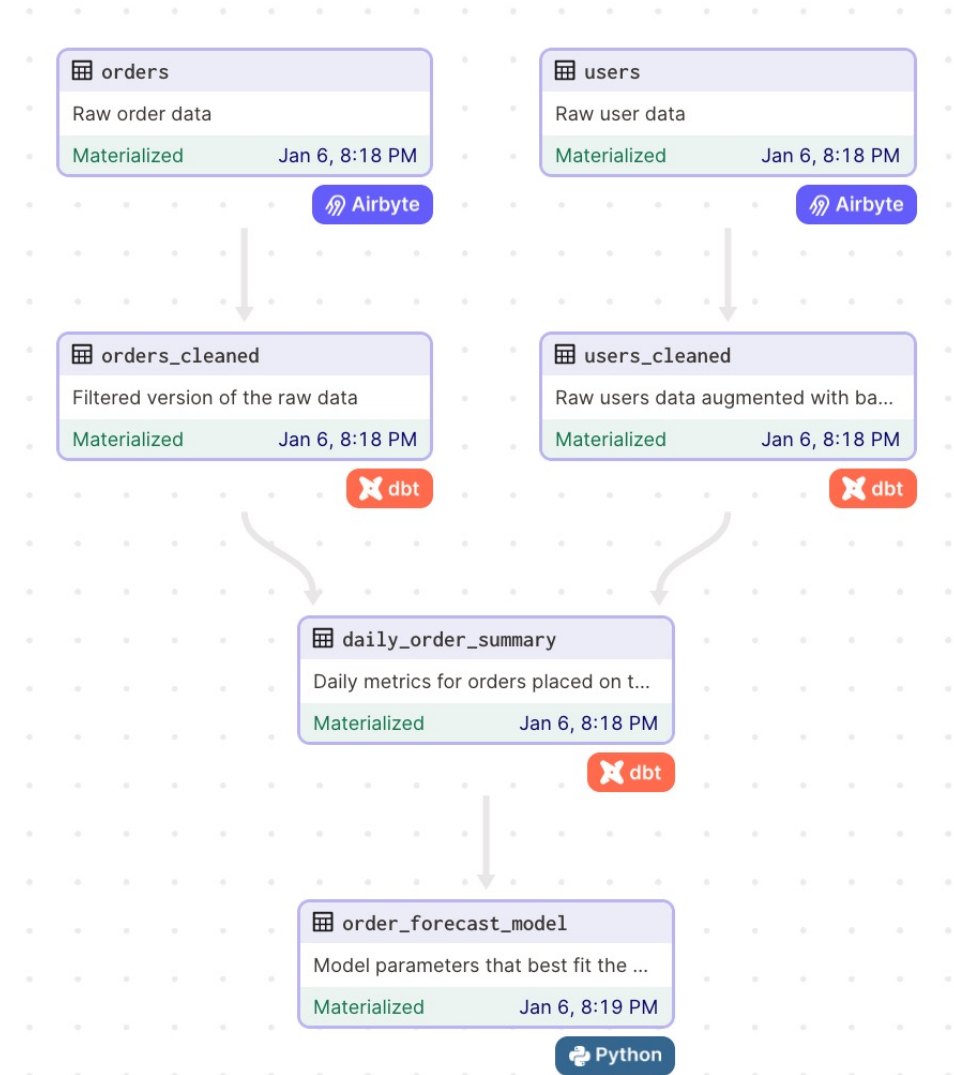 orders
Raw order data
Materialized Jan 6, 8:18 PM
Airbyte
users
Raw user data
Materialized Jan 6, 8:18 PM
Airbyte
orders_cleaned
Filtered version of the raw data
Materialized Jan 6, 8:18 PM
dbt
users_cleaned
Raw users data augmented with ba...
Materialized Jan 6, 8:18 PM
dbt
daily_order_summary
Daily metrics for orders placed on t...
Materialized Jan 6, 8:18 PM
dbt
order_forecast_model
Model parameters that best fit the ...
Materialized Jan 6, 8:19 PM
Python